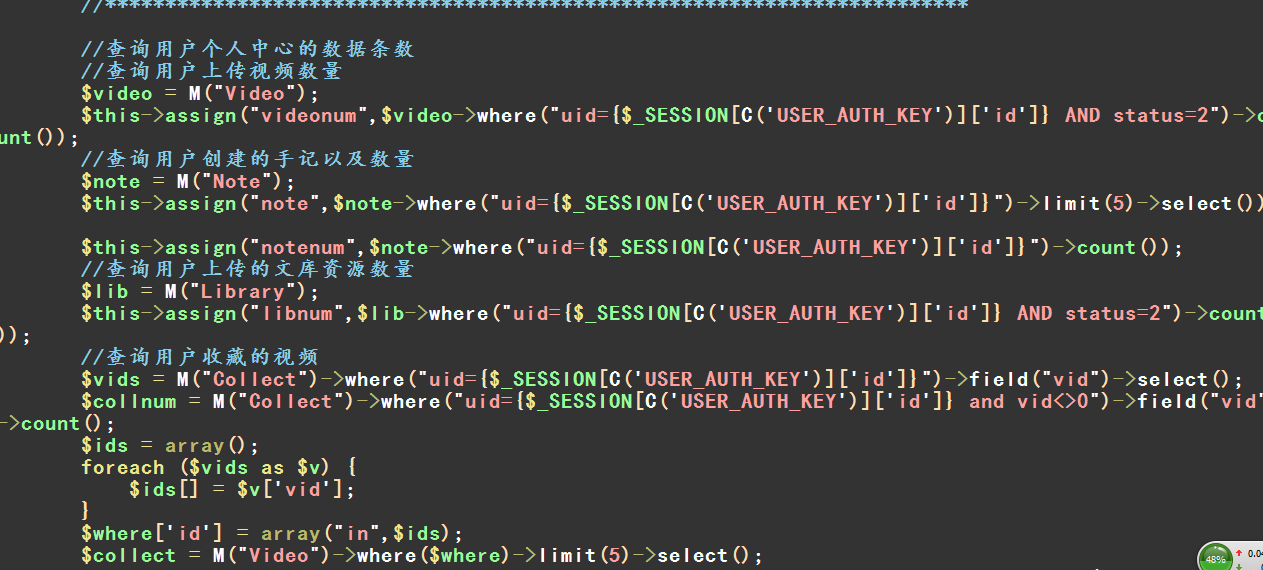 //************************************************************************
//查询用户个人中心的数据条数
//查询用户上传视频数量
$video = M("Video");
$this->assign("videonum",$video->where("uid={$_SESSION[C('USER_AUTH_KEY')]['id']} AND status=2")->c
unt());
//查询用户创建的手记以及数量
$note = M("Note");
$this->assign("note",$note->where("uid={$_SESSION[C('USER_AUTH_KEY')]['id']}")->limit(5)->select())
$this->assign("notenum",$note->where("uid={$_SESSION[C('USER_AUTH_KEY')]['id']}")->count());
//查询用户上传的文库资源数量
$lib = M("Library");
$this->assign("libnum",$lib->where("uid={$_SESSION[C('USER_AUTH_KEY')]['id']} AND status=2")->count
));
//查询用户收藏的视频
$vids = M("Collect")->where("uid={$_SESSION[C('USER_AUTH_KEY')]['id']}")->field("vid")->select();
$collnum = M("Collect")->where("uid={$_SESSION[C('USER_AUTH_KEY')]['id']} and vid<>0")->field("vid"
->count();
$ids = array();
foreach ($vids as $v) {
$ids[] = $v['vid'];
}
$where['id'] = array("in",$ids);
$collect = M("Video")->where($where)->limit(5)->select();
48%